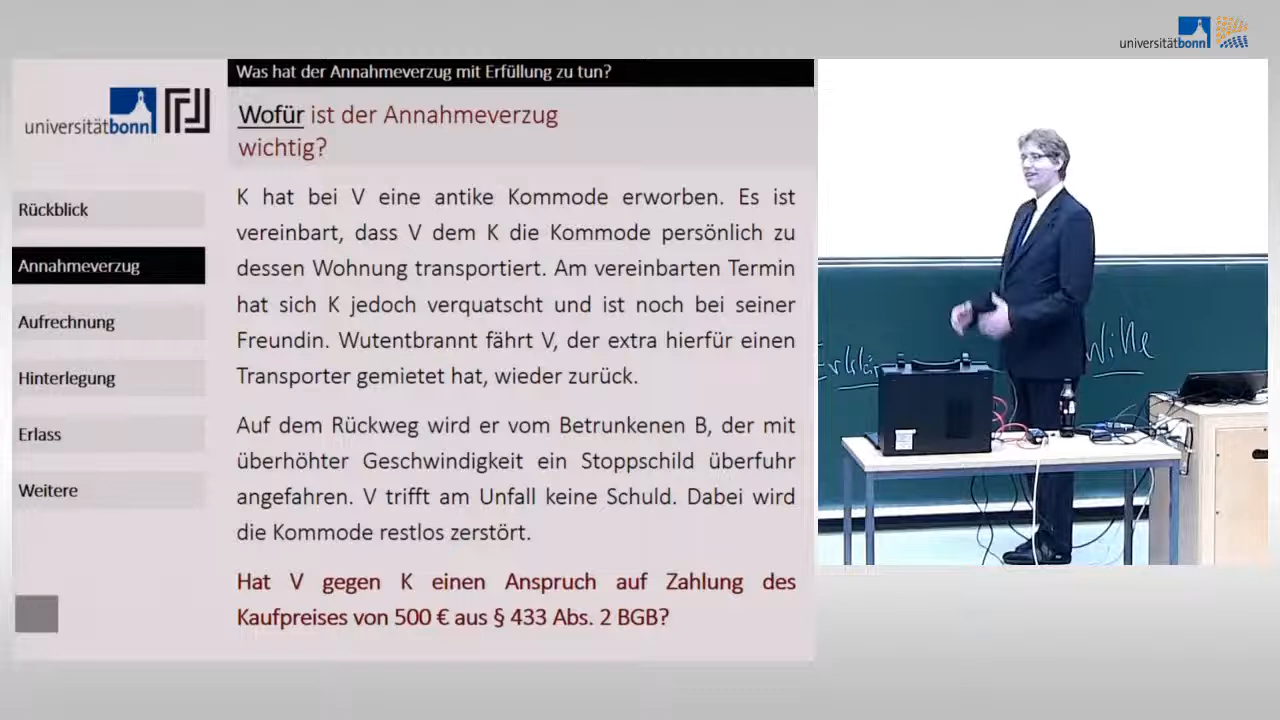 universitätbonn
Was hat der Annahmeverzug mit Erfüllung zu tun?
universitätbonn
Wofür ist der Annahmeverzug
wichtig?
Rückblick
Annahmeverzug
Aufrechnung
Hinterlegung
Erlass
Weitere
K hat bei V eine antike Kommode erworben. Es ist
vereinbart, dass V dem K die Kommode persönlich zu
dessen Wohnung transportiert. Am vereinbarten Termin
hat sich K jedoch verquatscht und ist noch bei seiner
Freundin. Wutentbrannt fährt V, der extra hierfür einen
Transporter gemietet hat, wieder zurück.
Auf dem Rückweg wird er vom Betrunkenen B, der mit
überhöhter Geschwindigkeit ein Stoppschild überfuhr
angefahren. V trifft am Unfall keine Schuld. Dabei wird
die Kommode restlos zerstört.
Hat V gegen K einen Anspruch auf Zahlung des
Kaufpreises von 500 € aus § 433 Abs. 2 BGB?
Wille